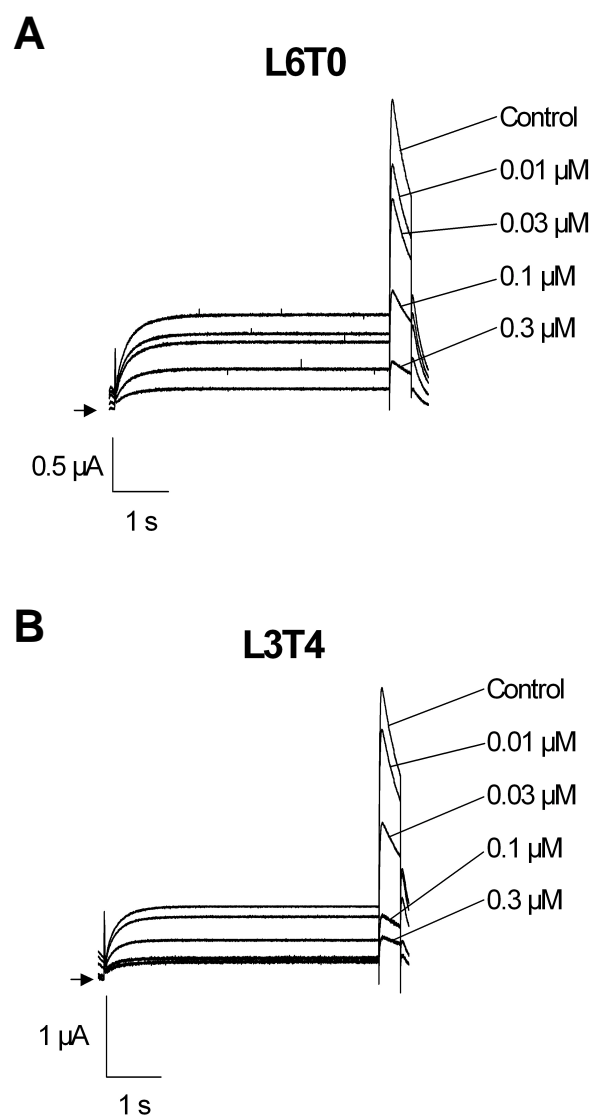 A
L6T0
Control
0.01 µM
0.03 µM
0.1 µM
0.3 µM
0.5 µA
1 s
B
L3T4
Control
0.01 µM
0.03 µM
0.1 µM
0.3 µM
1 µA
1 s